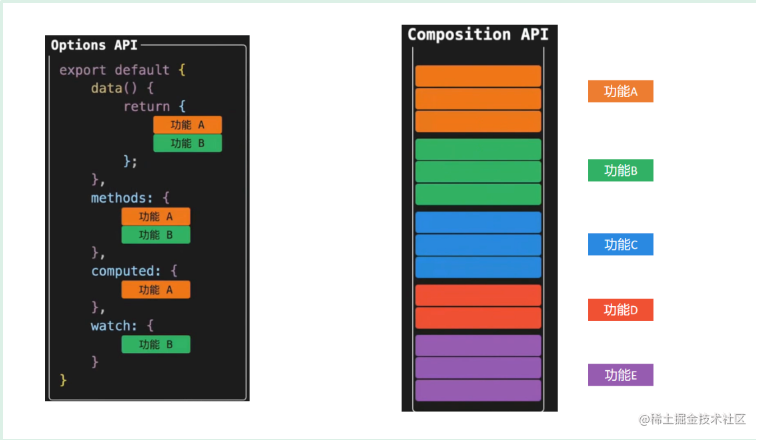 Options API
export default {
data() {
return {
功能 A
功能 B
};
},
methods: {
功能 A
功能 B
},
computed: {
功能 A
},
watch: {
功能 B
}
}
Composition API
功能A
功能B
功能C
功能D
功能E
@稀土掘金技术社区